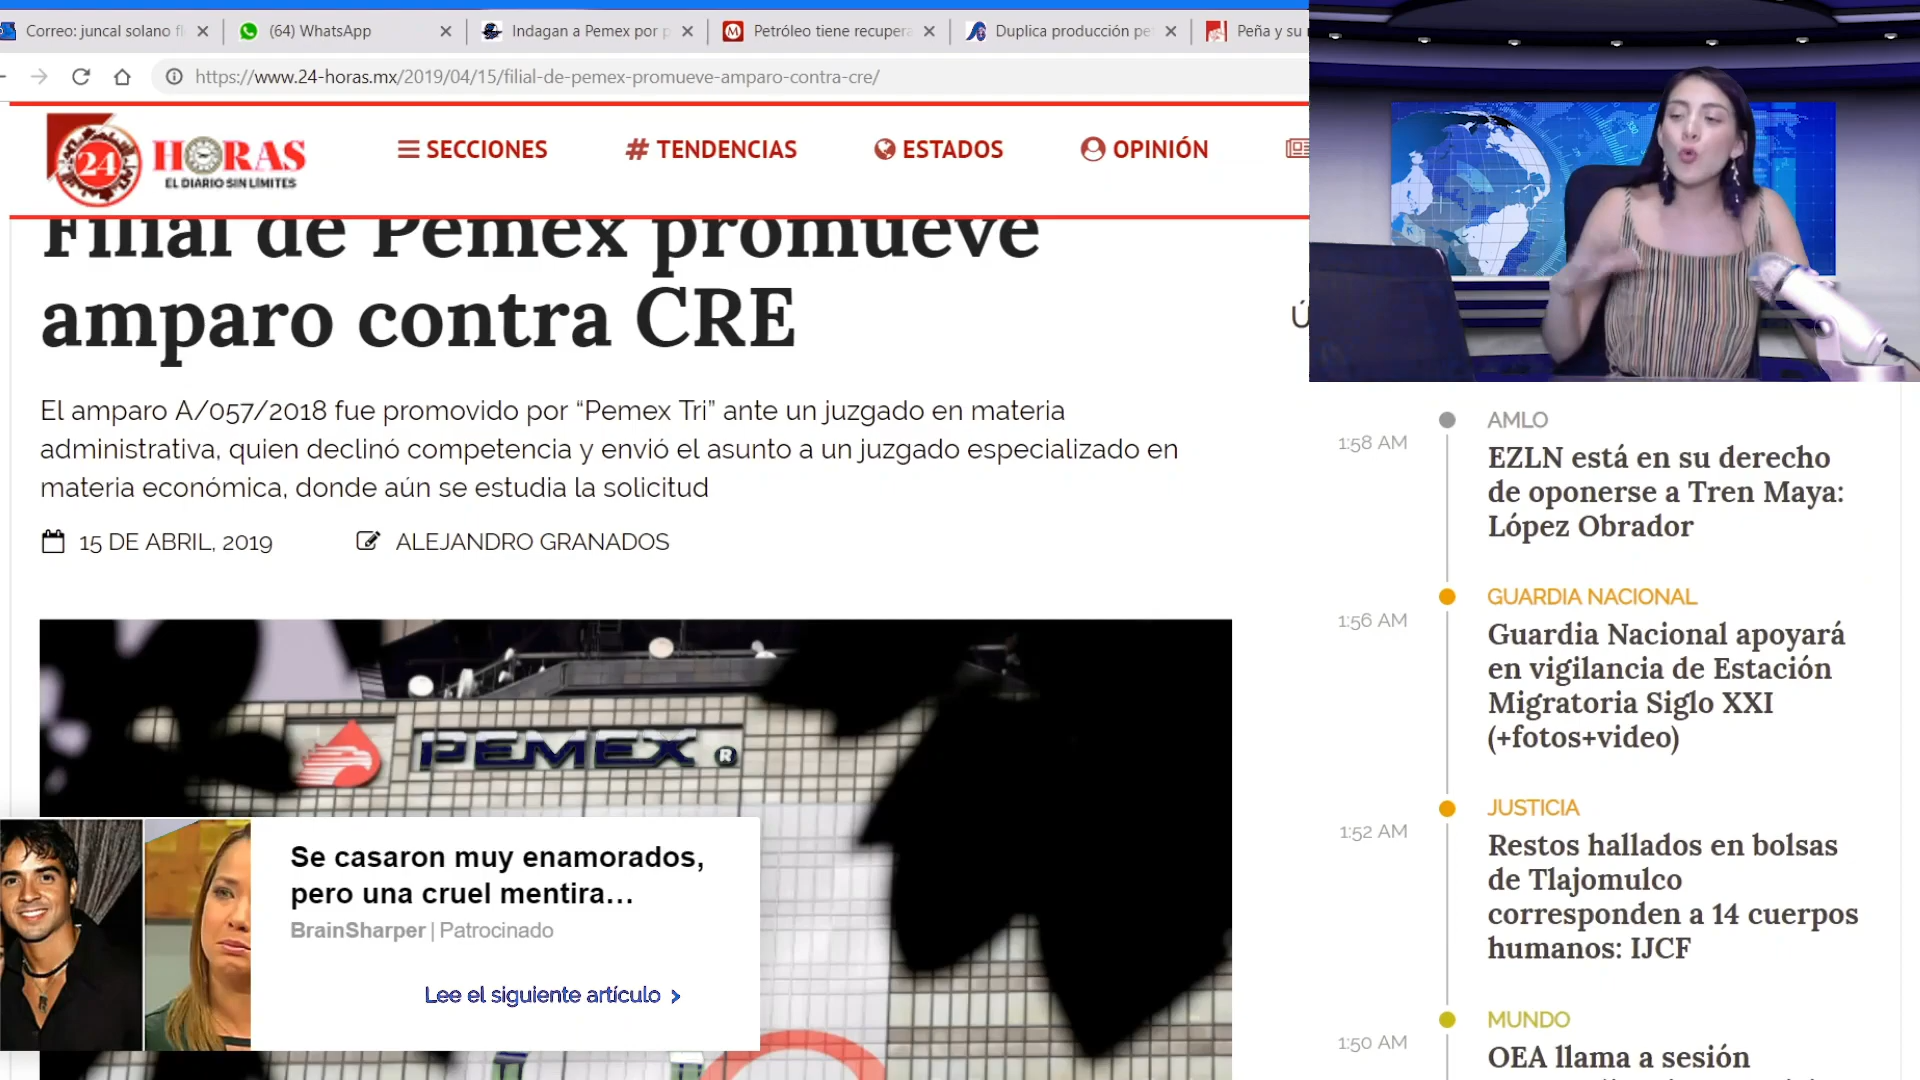 Correo: juncal solano
(64) WhatsApp
Indagan a Pemex por
Petróleo tiene recupera
Duplica producción pe
Peña y su
https://www.24-horas.mx/2019/04/15/filial-de-pemex-promueve-amparo-contra-cre/
24 HORAS
EL DIARIO SIN LÍMITES
SECCIONES
# TENDENCIAS
ESTADOS
OPINIÓN
Filial de Pemex promueve
amparo contra CRE
El amparo A/057/2018 fue promovido por “Pemex Tri” ante un juzgado en materia
administrativa, quien declinó competencia y envió el asunto a un juzgado especializado en
materia económica, donde aún se estudia la solicitud
15 DE ABRIL, 2019
ALEJANDRO GRANADOS
PEMEX ®
Se casaron muy enamorados,
pero una cruel mentira...
BrainSharper | Patrocinado
Lee el siguiente artículo >
Ú
AMLO
1:58 AM
EZLN está en su derecho
de oponerse a Tren Maya:
López Obrador
GUARDIA NACIONAL
1:56 AM
Guardia Nacional apoyará
en vigilancia de Estación
Migratoria Siglo XXI
(+fotos+video)
JUSTICIA
1:52 AM
Restos hallados en bolsas
de Tlajomulco
corresponden a 14 cuerpos
humanos: IJCF
MUNDO
1:50 AM
OEA llama a sesión